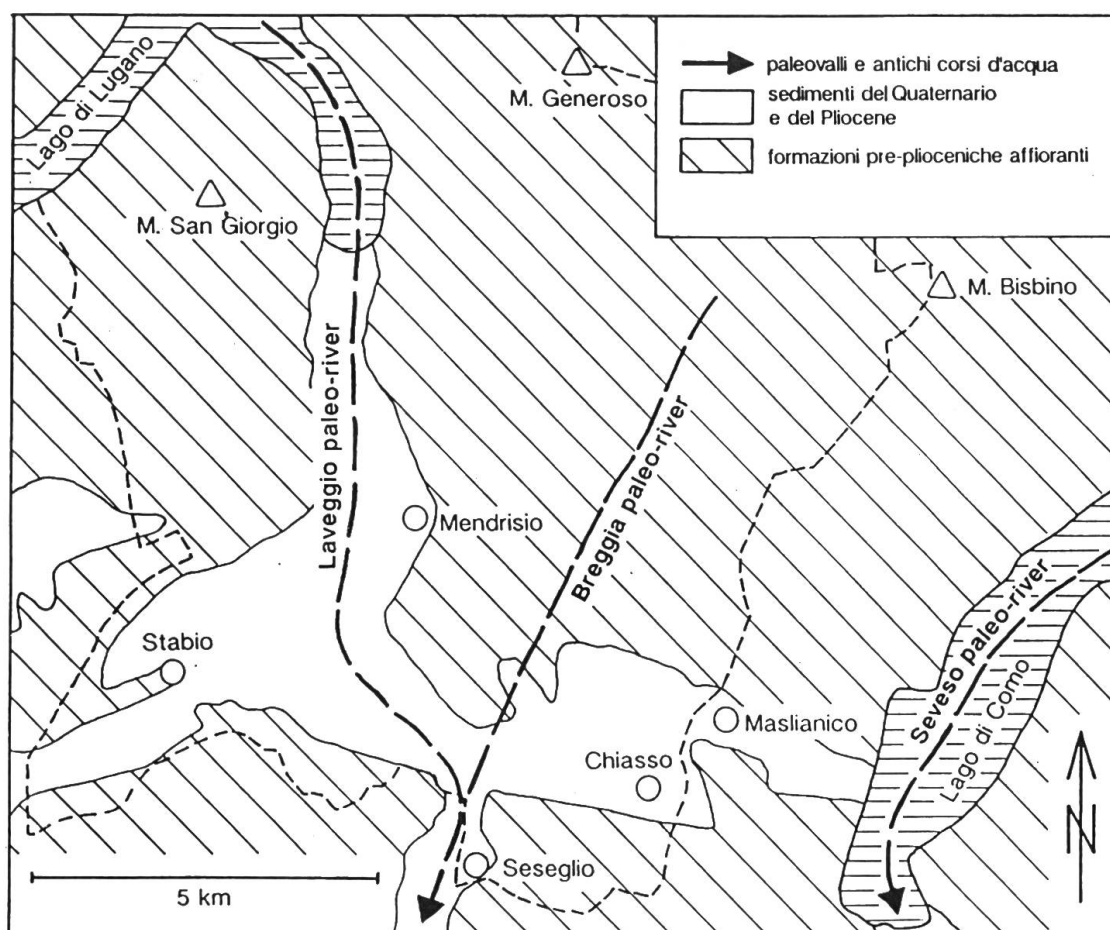 M. Generoso
paleovalli e antichi corsi d'acqua
sedimenti del Quaternario
e del Pliocene
formazioni pre-plioceniche affioranti
Lago di Lugano
M. San Giorgio
M. Bisbino
Laveggio paleo-river
Breggia paleo-river
Mendrisio
Seveso paleo-river
Stabio
Lago di Como
Maslianico
Chiasso
N
Seseglio
5 km